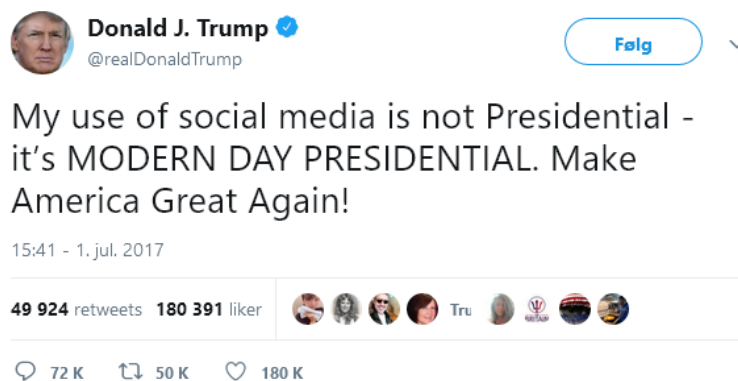 Donald J. Trump
@realDonaldTrump
Følg
My use of social media is not Presidential -
it’s MODERN DAY PRESIDENTIAL. Make
America Great Again!
15:41 - 1. jul. 2017
49 924 retweets 180 391 liker
Tru
72 K 50 K 180 K